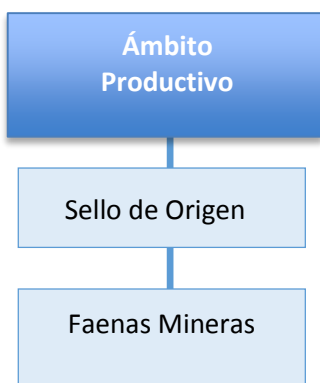 Ámbito
Productivo
Sello de Origen
Faenas Mineras